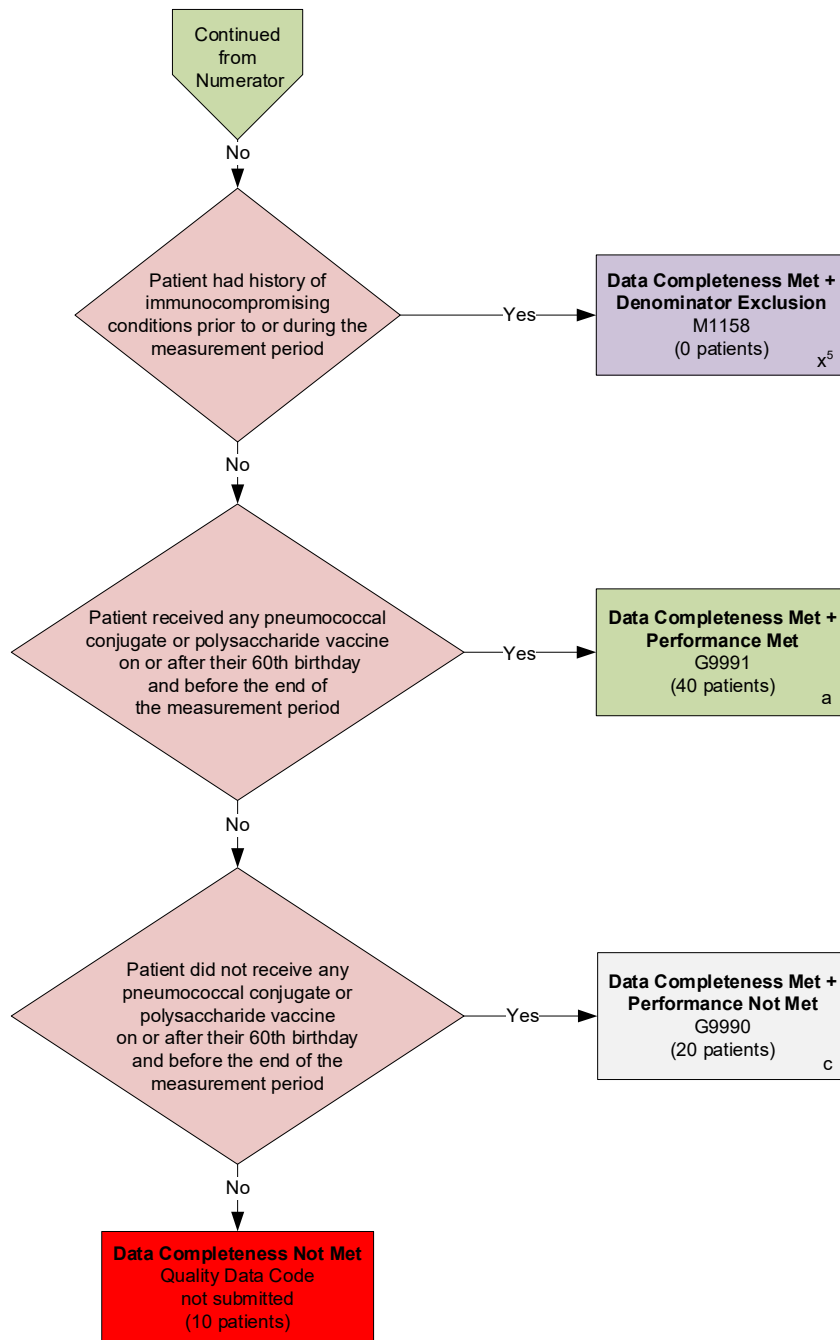 Continued
from
Numerator
No
Patient had history of
immunocompromising
conditions prior to or during the
measurement period
Yes
Data Completeness Met +
Denominator Exclusion
M1158
(0 patients)
x⁵
No
Patient received any pneumococcal
conjugate or polysaccharide vaccine
on or after their 60th birthday
and before the end of
the measurement period
Yes
Data Completeness Met +
Performance Met
G9991
(40 patients)
a
No
Patient did not receive any
pneumococcal conjugate or
polysaccharide vaccine
on or after their 60th birthday
and before the end of the
measurement period
Yes
Data Completeness Met +
Performance Not Met
G9990
(20 patients)
c
No
Data Completeness Not Met
Quality Data Code
not submitted
(10 patients)